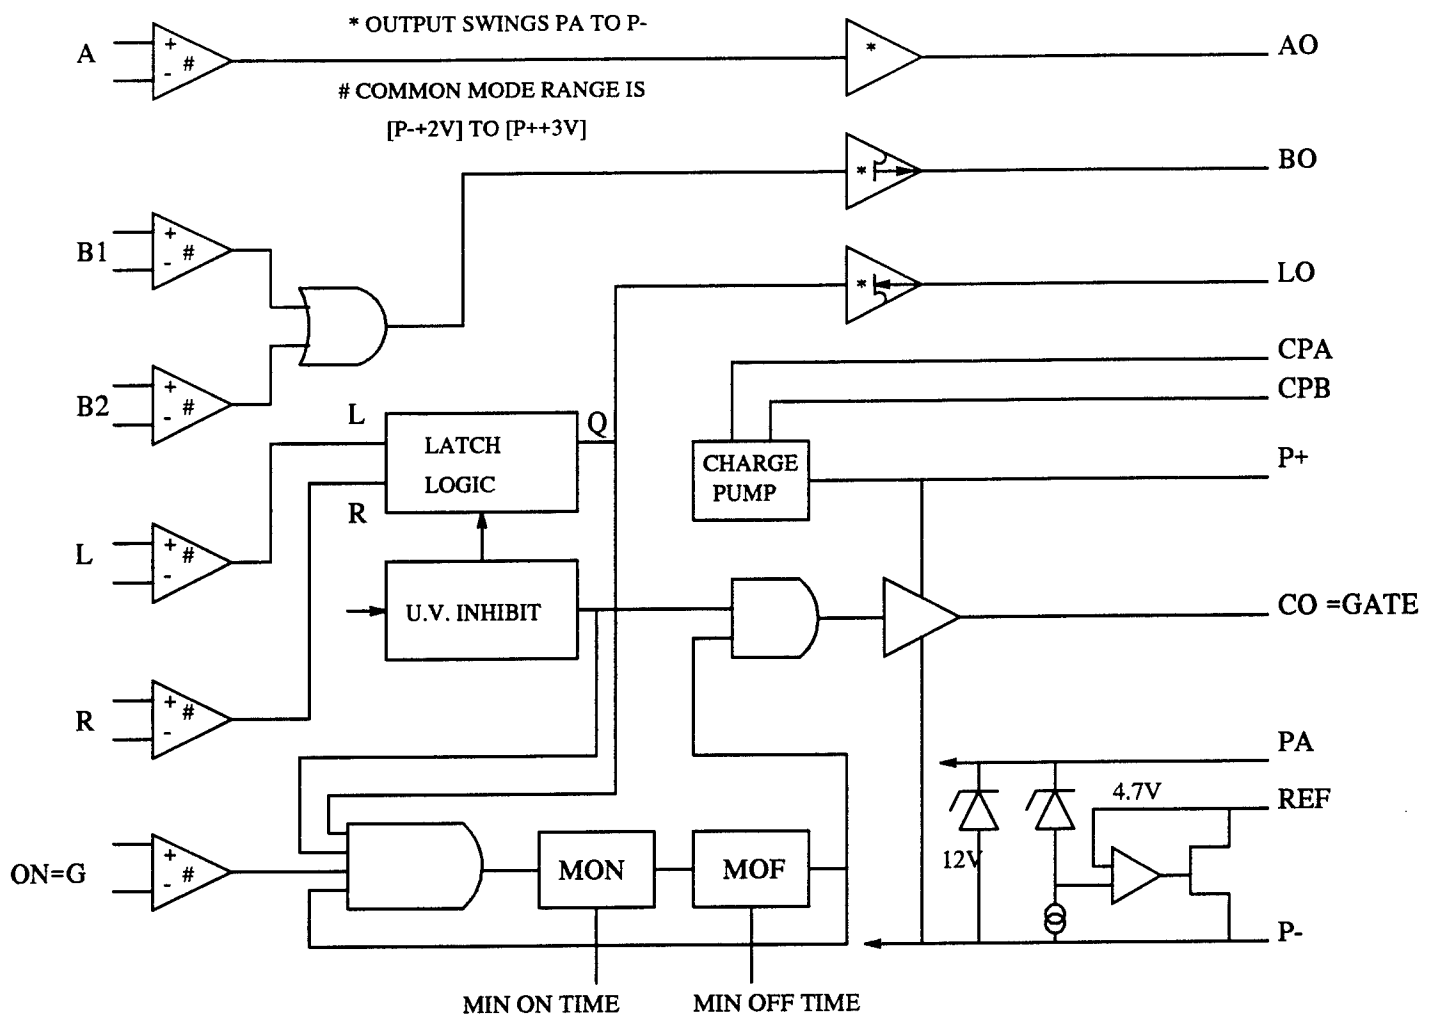 * OUTPUT SWINGS PA TO P-
A
+
-
#
*
AO
# COMMON MODE RANGE IS
[P-+2V] TO [P++3V]
*
BO
B1
+
-
#
*
LO
CPA
CPB
B2
+
-
#
L
Q
LATCH
LOGIC
R
CHARGE
PUMP
P+
L
+
-
#
U.V. INHIBIT
CO =GATE
R
+
-
#
PA
4.7V
REF
12V
ON=G
+
-
#
MON
MOF
P-
MIN ON TIME
MIN OFF TIME